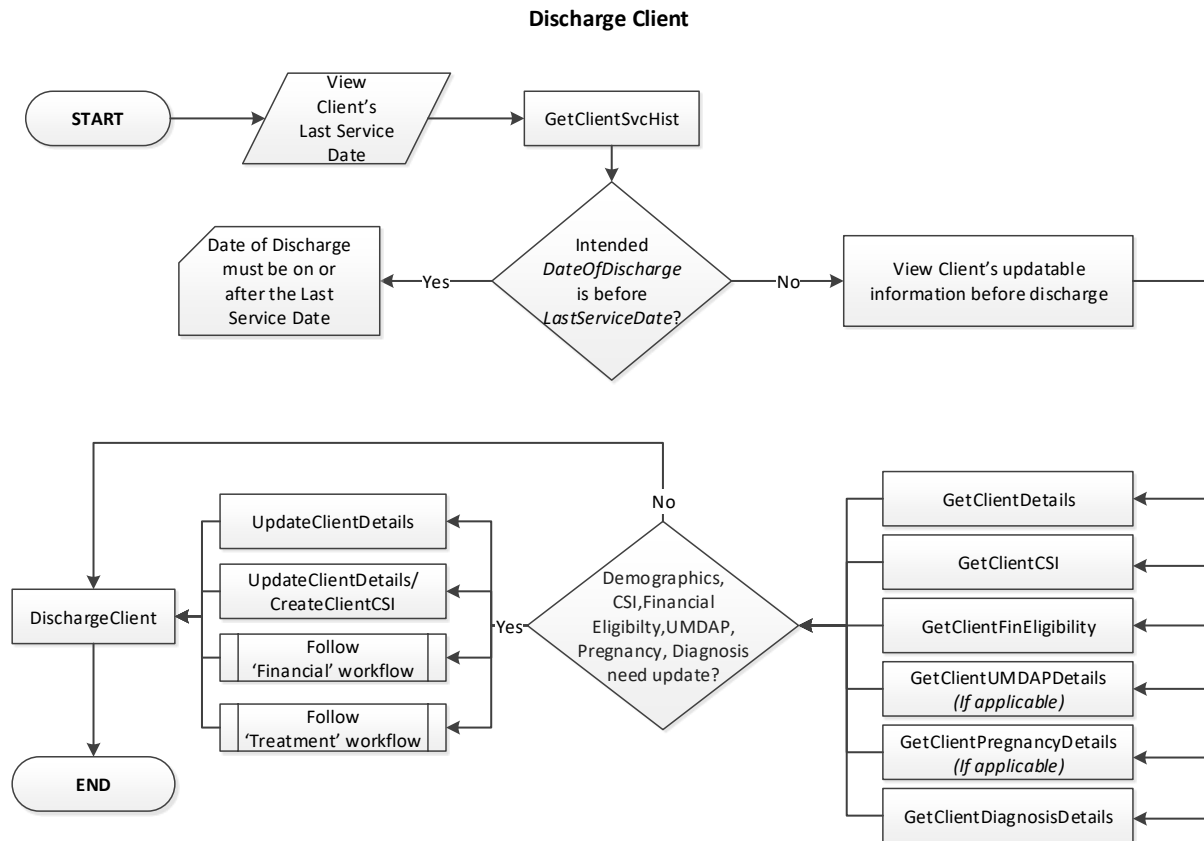 Discharge Client
START
View
Client’s
Last Service
Date
GetClientSvcHist
Date of Discharge
must be on or
after the Last
Service Date
Yes
Intended
DateOfDischarge
is before
LastServiceDate?
No
View Client’s updatable
information before discharge
DischargeClient
END
UpdateClientDetails
UpdateClientDetails/
CreateClientCSI
Follow
‘Financial’ workflow
Follow
‘Treatment’ workflow
Yes
No
Demographics,
CSI,Financial
Eligibilty,UMDAP,
Pregnancy, Diagnosis
need update?
GetClientDetails
GetClientCSI
GetClientFinEligibility
GetClientUMDAPDetails
(If applicable)
GetClientPregnancyDetails
(If applicable)
GetClientDiagnosisDetails